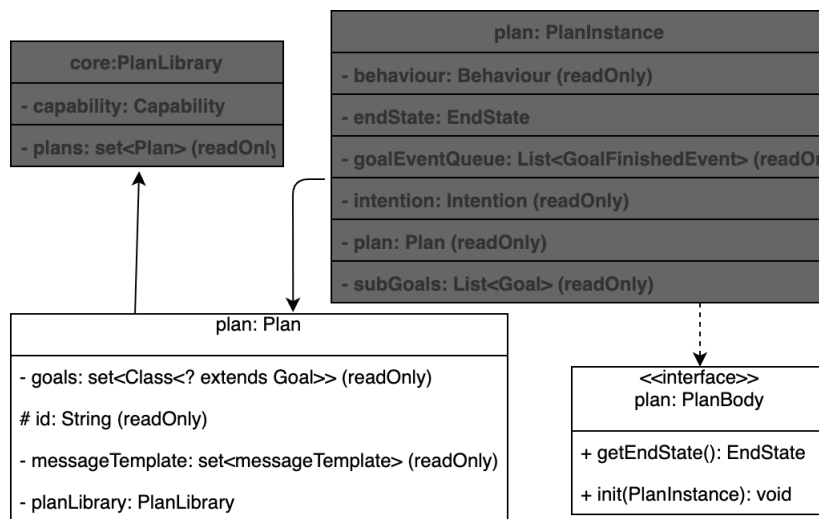 core:PlanLibrary
- capability: Capability
- plans: set<Plan> (readOnly
plan: PlanInstance
- behaviour: Behaviour (readOnly)
- endState: EndState
- goalEventQueue: List<GoalFinishedEvent> (readOn
- intention: Intention (readOnly)
- plan: Plan (readOnly)
- subGoals: List<Goal> (readOnly)
plan: Plan
- goals: set<Class<? extends Goal>> (readOnly)
# id: String (readOnly)
- messageTemplate: set<messageTemplate> (readOnly)
- planLibrary: PlanLibrary
<<interface>>
plan: PlanBody
+ getEndState(): EndState
+ init(PlanInstance): void